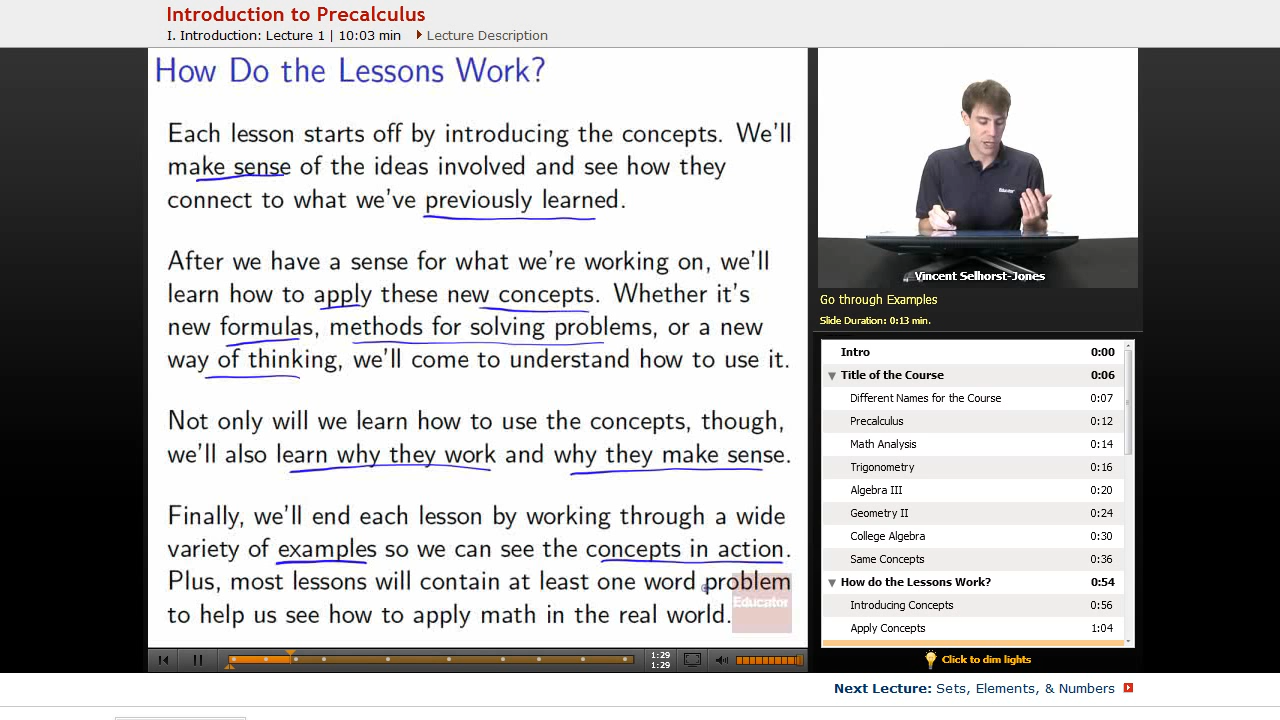 Introduction to Precalculus
I. Introduction: Lecture 1 | 10:03 min
Lecture Description
How Do the Lessons Work?
Each lesson starts off by introducing the concepts. We'll
make sense of the ideas involved and see how they
connect to what we've previously learned.
After we have a sense for what we're working on, we'll
learn how to apply these new concepts. Whether it's
new formulas, methods for solving problems, or a new
way of thinking, we'll come to understand how to use it.
Not only will we learn how to use the concepts, though,
we'll also learn why they work and why they make sense.
Finally, we'll end each lesson by working through a wide
variety of examples so we can see the concepts in action.
Plus, most lessons will contain at least one word problem
to help us see how to apply math in the real world.
Educator
1:29
1:29
Vincent Selhorst-Jones
Go through Examples
Slide Duration: 0:13 min.
Intro 0:00
Title of the Course 0:06
Different Names for the Course 0:07
Precalculus 0:12
Math Analysis 0:14
Trigonometry 0:16
Algebra III 0:20
Geometry II 0:24
College Algebra 0:30
Same Concepts 0:36
How do the Lessons Work? 0:54
Introducing Concepts 0:56
Apply Concepts 1:04
Click to dim lights
Next Lecture: Sets, Elements, & Numbers